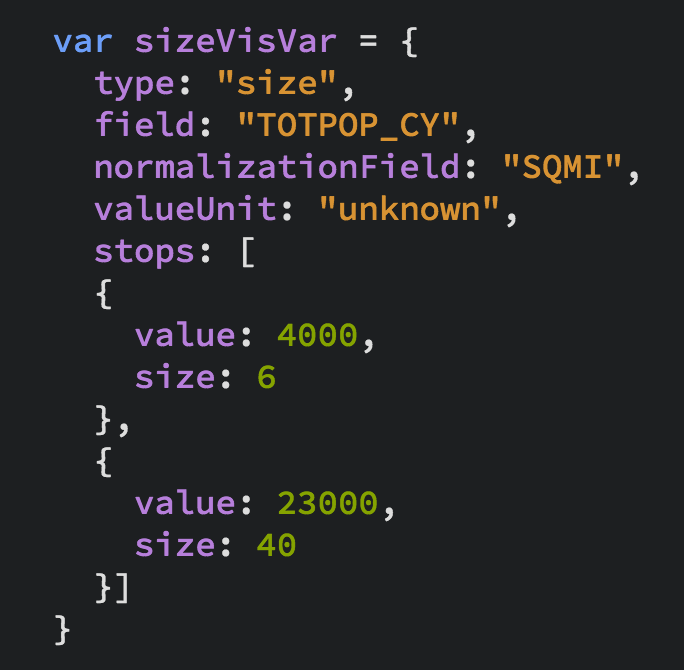 var sizeVisVar = {
  type: "size",
  field: "TOTPOP_CY",
  normalizationField: "SQMI",
  valueUnit: "unknown",
  stops: [
  {
    value: 4000,
    size: 6
  },
  {
    value: 23000,
    size: 40
  }]
}